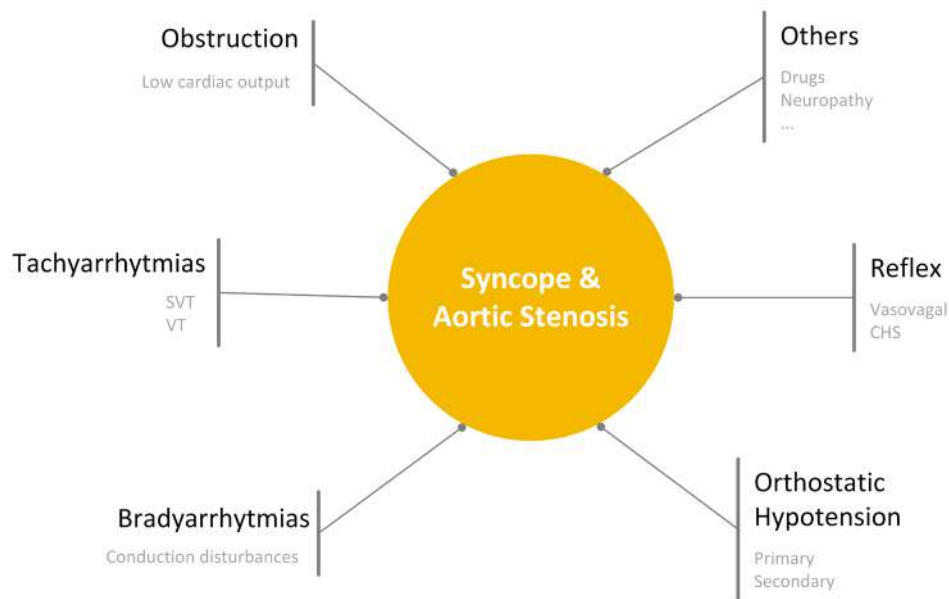 Obstruction
Low cardiac output
Others
Drugs
Neuropathy
...
Tachyarrhytmias
SVT
VT
Syncope &
Aortic Stenosis
Reflex
Vasovagal
CHS
Bradyarrhytmias
Conduction disturbances
Orthostatic
Hypotension
Primary
Secondary